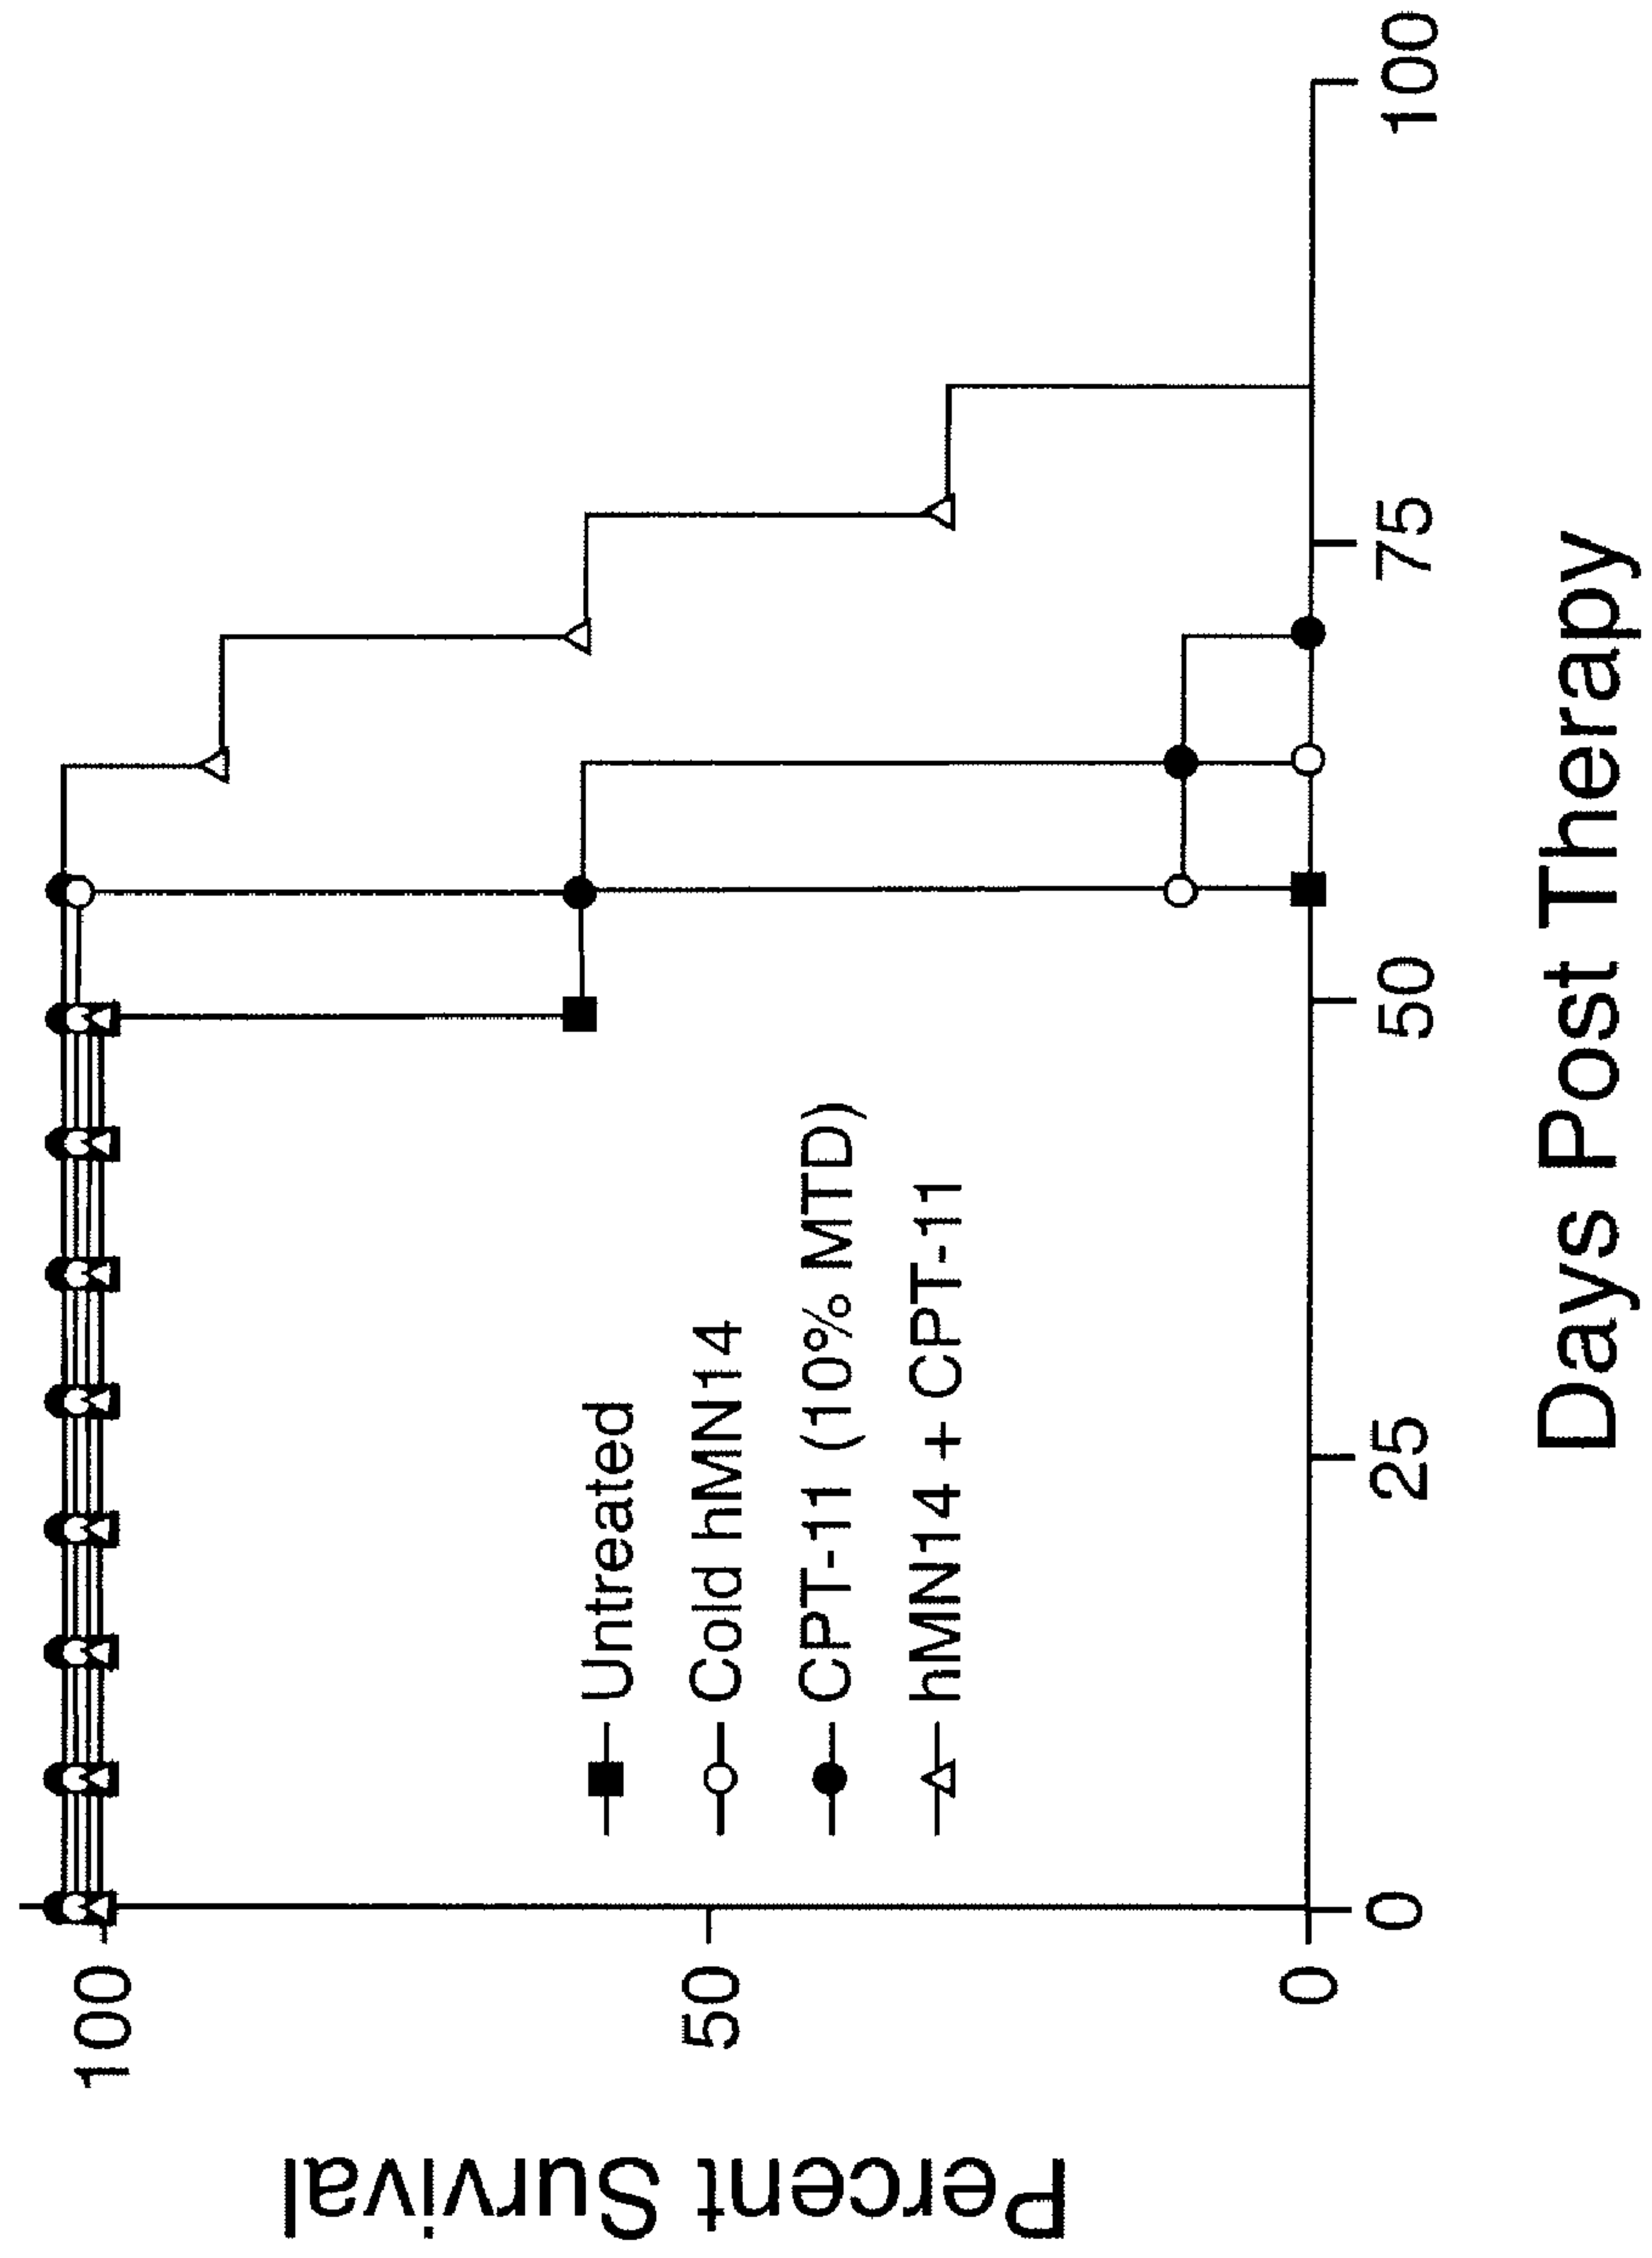 Percent Survival
100
50
0
Untreated
Cold hMN14
CPT-11 (10% MTD)
hMN14 + CPT-11
0
25
50
75
100
Days Post Therapy